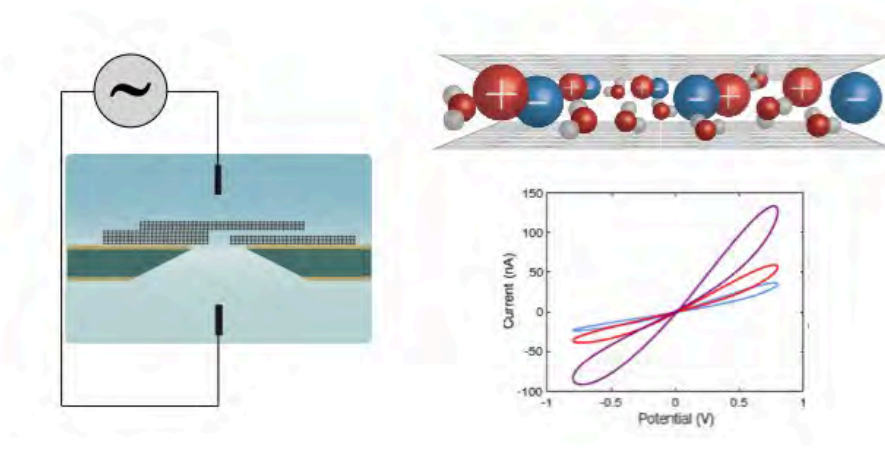 ~
+ − + + − + + −
150
100
50
0
-50
-100
-1 -0.5 0 0.5 1
Current (nA)
Potential (V)